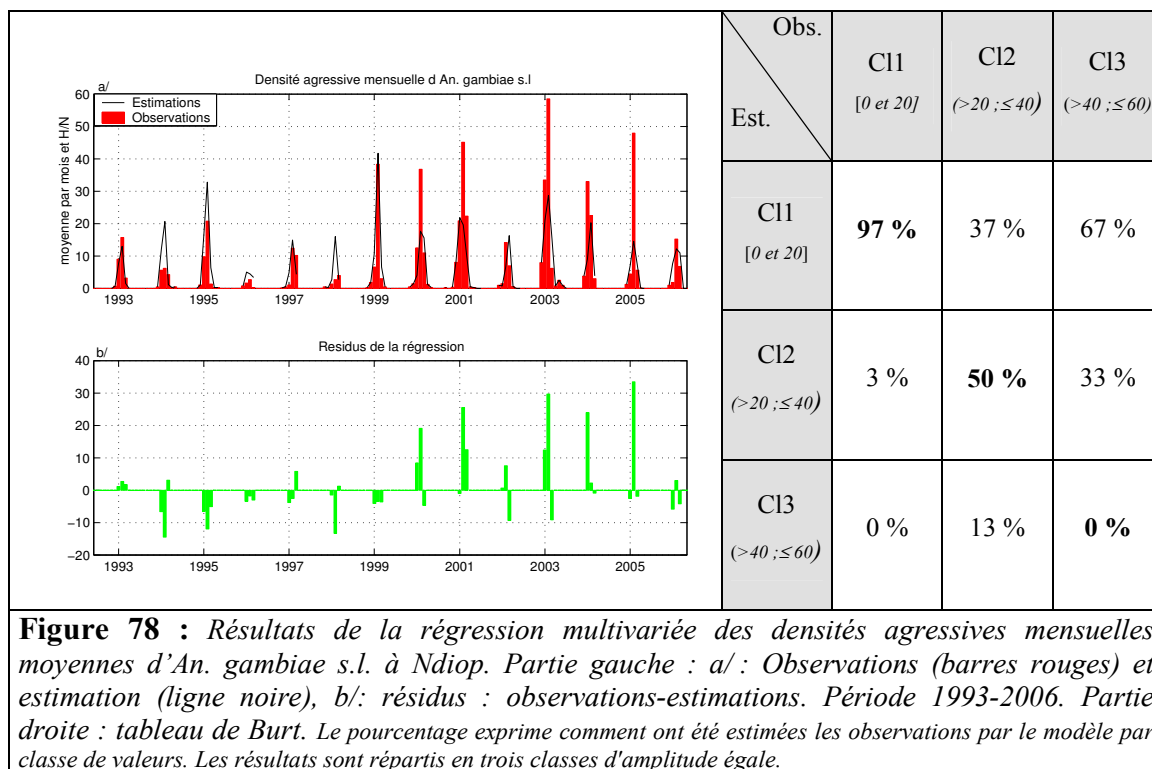 a/
Densité agressive mensuelle d An. gambiae s.l
Estimations
Observations
moyenne par mois et H/N
60
50
40
30
20
10
0
1993 1995 1997 1999 2001 2003 2005
b/
Residus de la régression
40
30
20
10
0
−10
−20
1993 1995 1997 1999 2001 2003 2005
Obs.
Est.
Cl1
[0 et 20]
Cl2
(>20 ;≤40)
Cl3
(>40 ;≤60)
Cl1
[0 et 20]
97 % 37 % 67 %
Cl2
(>20 ;≤40)
3 % 50 % 33 %
Cl3
(>40 ;≤60)
0 % 13 % 0 %
Figure 78 : Résultats de la régression multivariée des densités agressives mensuelles
moyennes d’An. gambiae s.l. à Ndiop. Partie gauche : a/ : Observations (barres rouges) et
estimation (ligne noire), b/: résidus : observations-estimations. Période 1993-2006. Partie
droite : tableau de Burt. Le pourcentage exprime comment ont été estimées les observations par le modèle par
classe de valeurs. Les résultats sont répartis en trois classes d'amplitude égale.